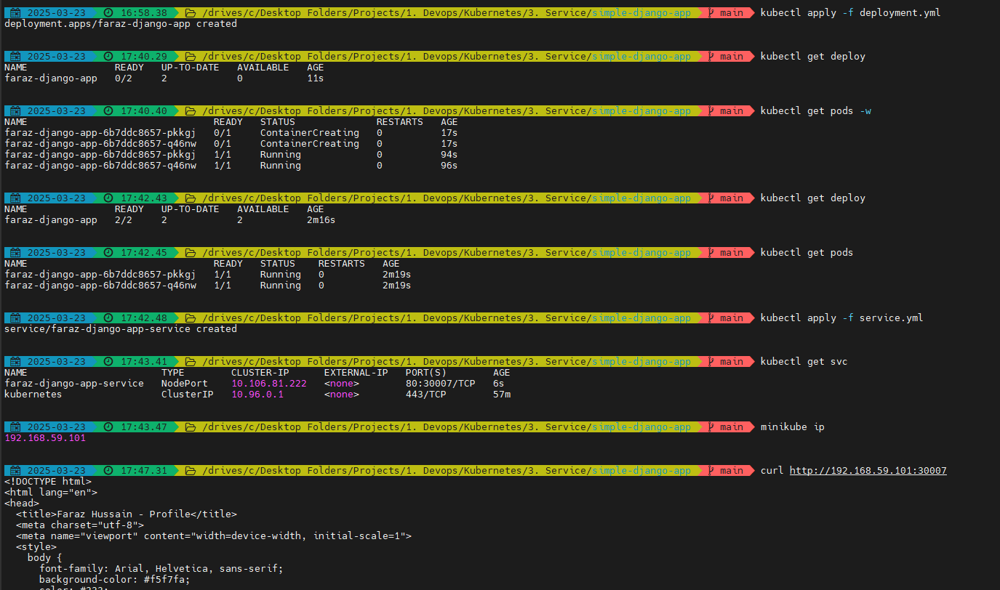 2025-03-23 16:58.38 /drives/c/Desktop Folders/Projects/1. Devops/Kubernetes/3. Service/simple-django-app main kubectl apply -f deployment.yml
deployment.apps/faraz-django-app created
2025-03-23 17:40.29 /drives/c/Desktop Folders/Projects/1. Devops/Kubernetes/3. Service/simple-django-app main kubectl get deploy
NAME READY UP-TO-DATE AVAILABLE AGE
faraz-django-app 0/2 2 0 11s
2025-03-23 17:40.40 /drives/c/Desktop Folders/Projects/1. Devops/Kubernetes/3. Service/simple-django-app main kubectl get pods -w
NAME READY STATUS RESTARTS AGE
faraz-django-app-6b7ddc8657-pkkgj 0/1 ContainerCreating 0 17s
faraz-django-app-6b7ddc8657-q46nw 0/1 ContainerCreating 0 17s
faraz-django-app-6b7ddc8657-pkkgj 1/1 Running 0 94s
faraz-django-app-6b7ddc8657-q46nw 1/1 Running 0 96s
2025-03-23 17:42.43 /drives/c/Desktop Folders/Projects/1. Devops/Kubernetes/3. Service/simple-django-app main kubectl get deploy
NAME READY UP-TO-DATE AVAILABLE AGE
faraz-django-app 2/2 2 2 2m16s
2025-03-23 17:42.45 /drives/c/Desktop Folders/Projects/1. Devops/Kubernetes/3. Service/simple-django-app main kubectl get pods
NAME READY STATUS RESTARTS AGE
faraz-django-app-6b7ddc8657-pkkgj 1/1 Running 0 2m19s
faraz-django-app-6b7ddc8657-q46nw 1/1 Running 0 2m19s
2025-03-23 17:42.48 /drives/c/Desktop Folders/Projects/1. Devops/Kubernetes/3. Service/simple-django-app main kubectl apply -f service.yml
service/faraz-django-app-service created
2025-03-23 17:43.41 /drives/c/Desktop Folders/Projects/1. Devops/Kubernetes/3. Service/simple-django-app main kubectl get svc
NAME TYPE CLUSTER-IP EXTERNAL-IP PORT(S) AGE
faraz-django-app-service NodePort 10.106.81.222 <none> 80:30007/TCP 6s
kubernetes ClusterIP 10.96.0.1 <none> 443/TCP 57m
2025-03-23 17:43.47 /drives/c/Desktop Folders/Projects/1. Devops/Kubernetes/3. Service/simple-django-app main minikube ip
192.168.59.101
2025-03-23 17:47.31 /drives/c/Desktop Folders/Projects/1. Devops/Kubernetes/3. Service/simple-django-app main curl http://192.168.59.101:30007
<!DOCTYPE html>
<html lang="en">
<head>
<title>Faraz Hussain - Profile</title>
<meta charset="utf-8">
<meta name="viewport" content="width=device-width, initial-scale=1">
<style>
body {
font-family: Arial, Helvetica, sans-serif;
background-color: #f5f7fa;